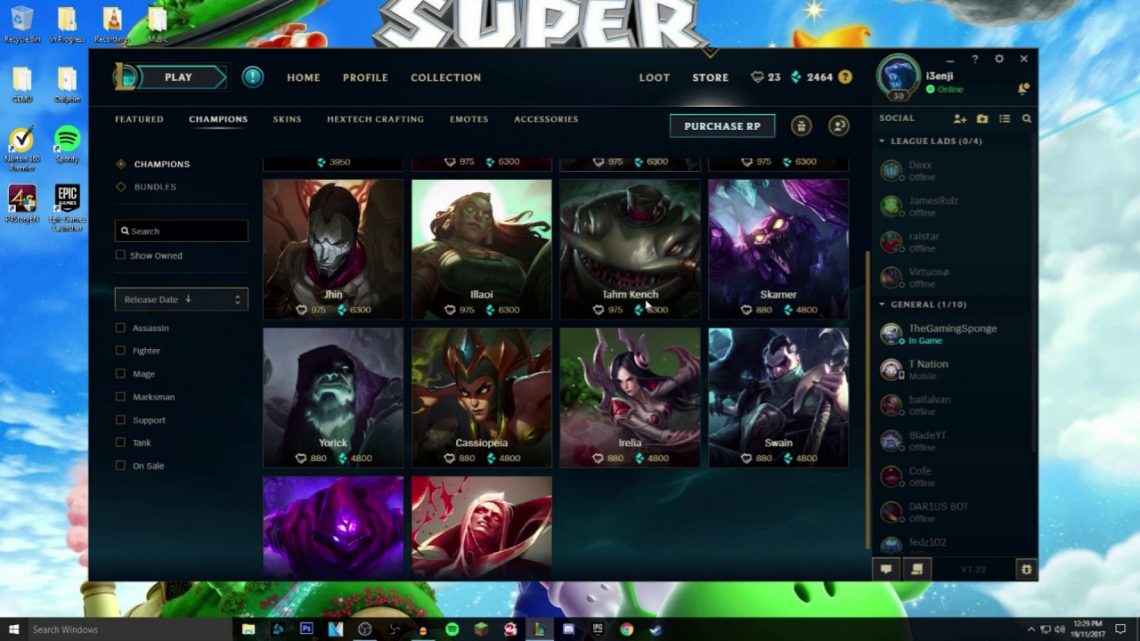 SUPER
Recycle Bin
In Progress
Recordings
Music
CEMU
Dolphin
Norton 360
Premier
Spotify
Epic Games
Launcher
PLAY
HOME
PROFILE
COLLECTION
LOOT
STORE
23
2464
?
30
i3enji
Online
FEATURED
CHAMPIONS
SKINS
HEXTECH CRAFTING
EMOTES
ACCESSORIES
PURCHASE RP
CHAMPIONS
BUNDLES
Search
Show Owned
Release Date
Assassin
Fighter
Mage
Marksman
Support
Tank
On Sale
3950
975 6300
975 6300
975 6300
Jhin
975 6300
Illaoi
975 6300
Tahm Kench
975 6300
Skarner
880 4800
Yorick
880 4800
Cassiopeia
880 4800
Irelia
880 4800
Swain
880 4800
SOCIAL
LEAGUE LADS (0/4)
Dexx
Offline
JamesRulz
Offline
ralstar
Offline
Virtuosø
Offline
GENERAL (1/10)
TheGamingSponge
In Game
T Nation
Mobile
baifalvan
Offline
BladeYT
Offline
Cofe
Offline
DAR1US BOT
Offline
fedz102
V7.22
Search Windows
12:29 PM
19/11/2017